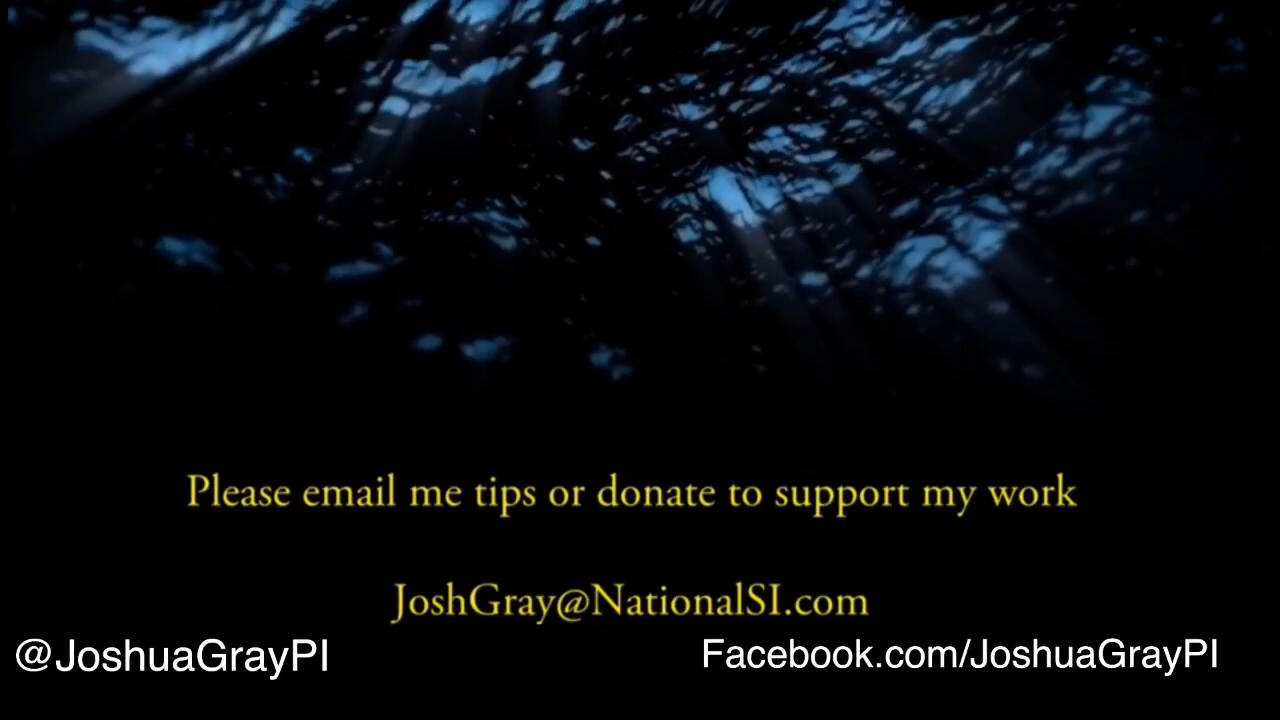 Please email me tips or donate to support my work
JoshGray@NationalSI.com
@JoshuaGrayPI
Facebook.com/JoshuaGrayPI